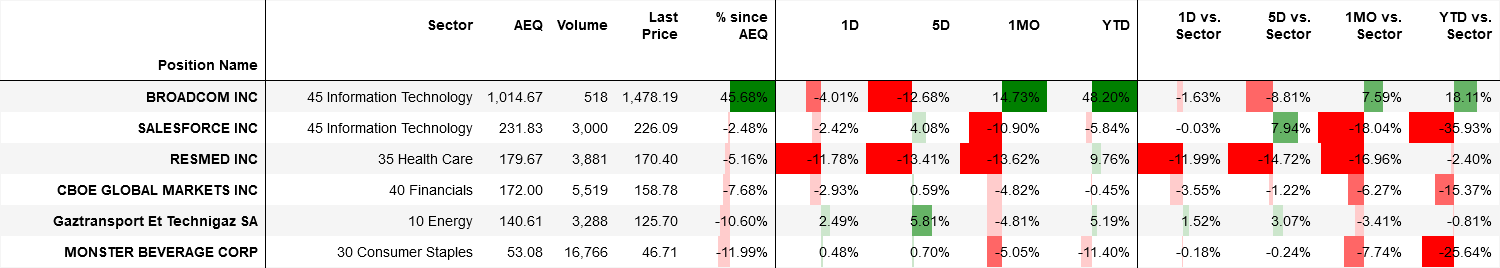 Position Name Sector AEQ Volume Last Price % since AEQ 1D 5D 1MO YTD 1D vs. Sector 5D vs. Sector 1MO vs. Sector YTD vs. Sector
BROADCOM INC 45 Information Technology 1,014.67 518 1,478.19 45.68% -4.01% -12.68% 14.73% 48.20% -1.63% -8.81% 7.59% 18.11%
SALESFORCE INC 45 Information Technology 231.83 3,000 226.09 -2.48% -2.42% 4.08% -10.90% -5.84% -0.03% 7.94% -18.04% -35.93%
RESMED INC 35 Health Care 179.67 3,881 170.40 -5.16% -11.78% -13.41% -13.62% 9.76% -11.99% -14.72% -16.96% -2.40%
CBOE GLOBAL MARKETS INC 40 Financials 172.00 5,519 158.78 -7.68% -2.93% 0.59% -4.82% -0.45% -3.55% -1.22% -6.27% -15.37%
Gaztransport Et Technigaz SA 10 Energy 140.61 3,288 125.70 -10.60% 2.49% 5.81% -4.81% 5.19% 1.52% 3.07% -3.41% -0.81%
MONSTER BEVERAGE CORP 30 Consumer Staples 53.08 16,766 46.71 -11.99% 0.48% 0.70% -5.05% -11.40% -0.18% -0.24% -7.74% -25.64%